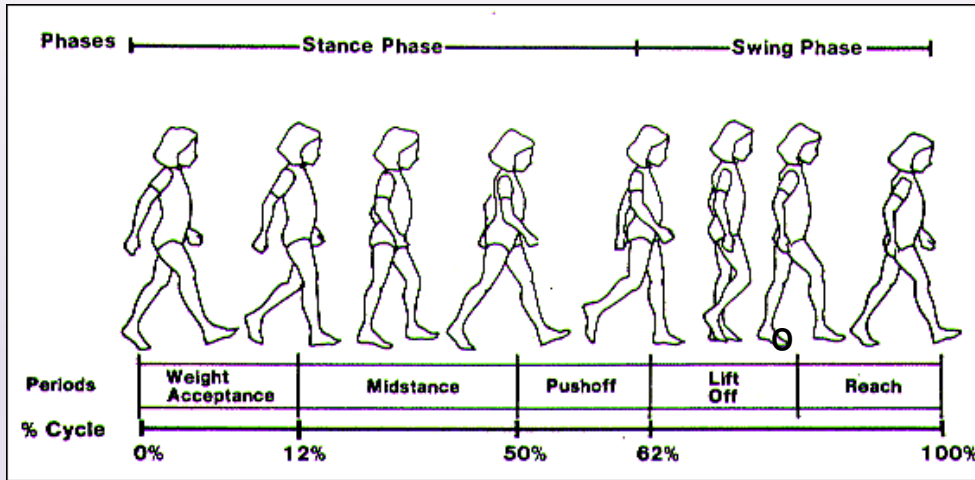 Phases Stance Phase Swing Phase
O
Periods Weight Acceptance Midstance Pushoff Lift Off Reach
% Cycle
0% 12% 50% 62% 100%